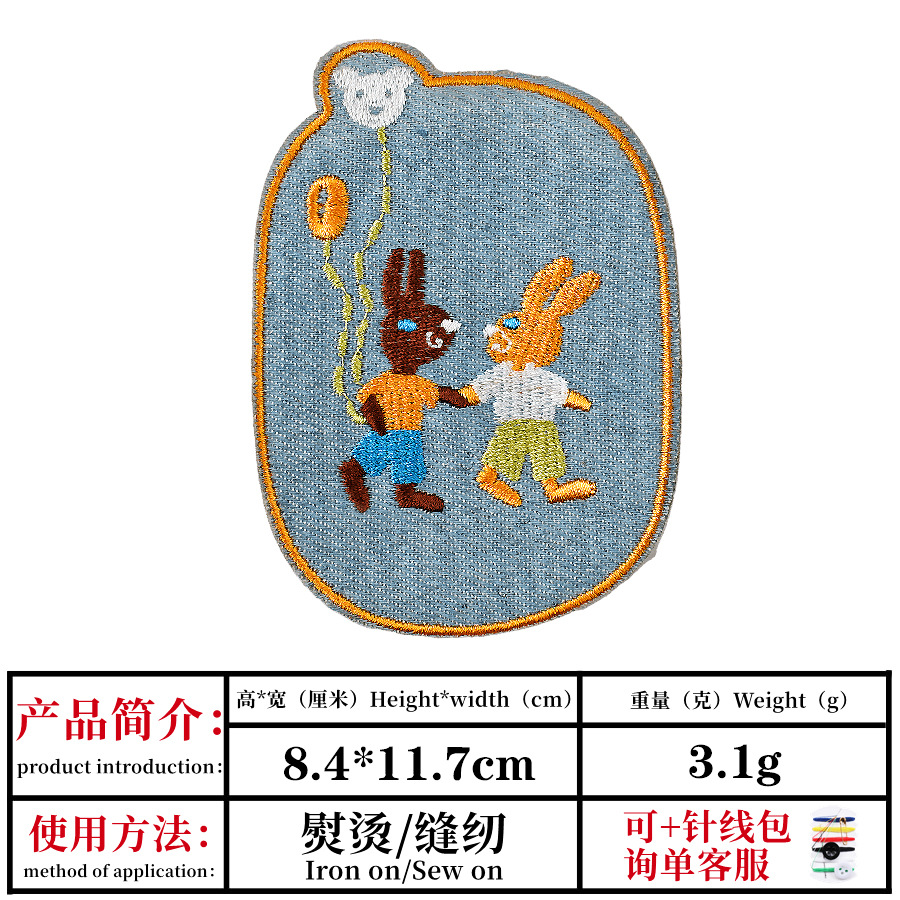 产品简介：
product introduction：
高*宽（厘米）Height*width（cm）
重量（克）Weight（g）
8.4*11.7cm
3.1g
使用方法：
method of application：
熨烫/缝纫
Iron on/Sew on
可+针线包
询单客服